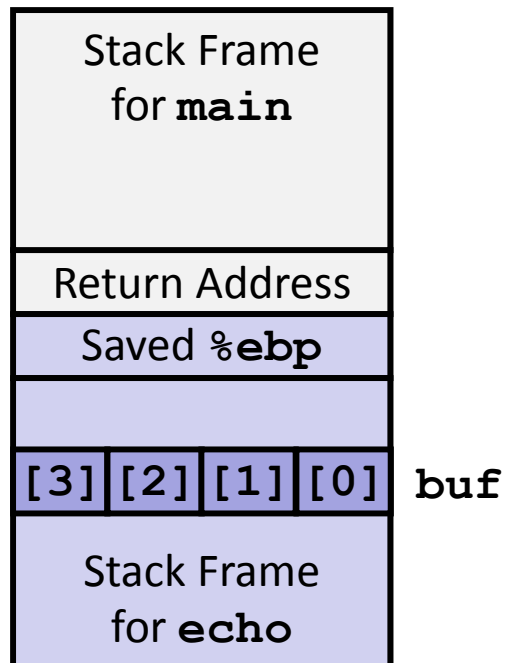 Stack Frame
for main
Return Address
Saved %ebp
[3] [2] [1] [0] buf
Stack Frame
for echo